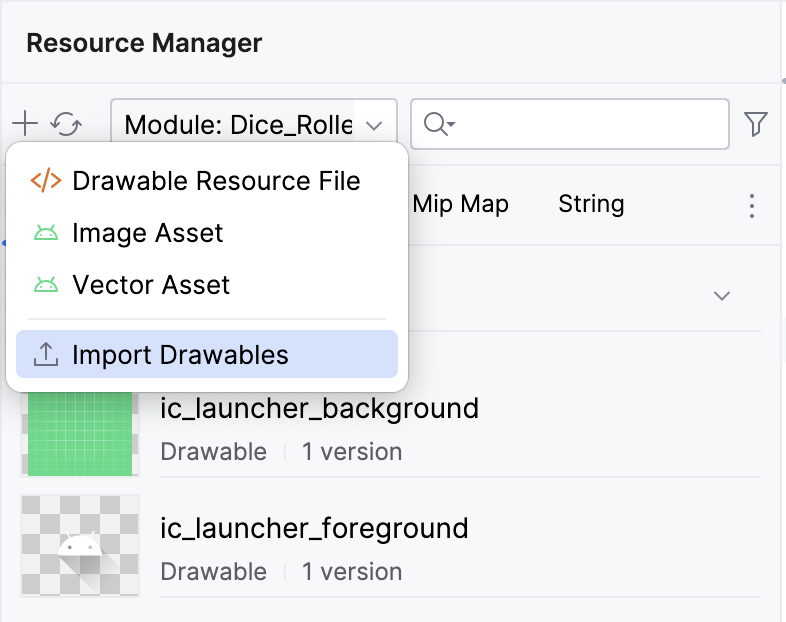 Resource Manager
Module: Dice_Rolle
Drawable Resource File
Mip Map
String
Image Asset
Vector Asset
Import Drawables
ic_launcher_background
Drawable
1 version
ic_launcher_foreground
Drawable
1 version